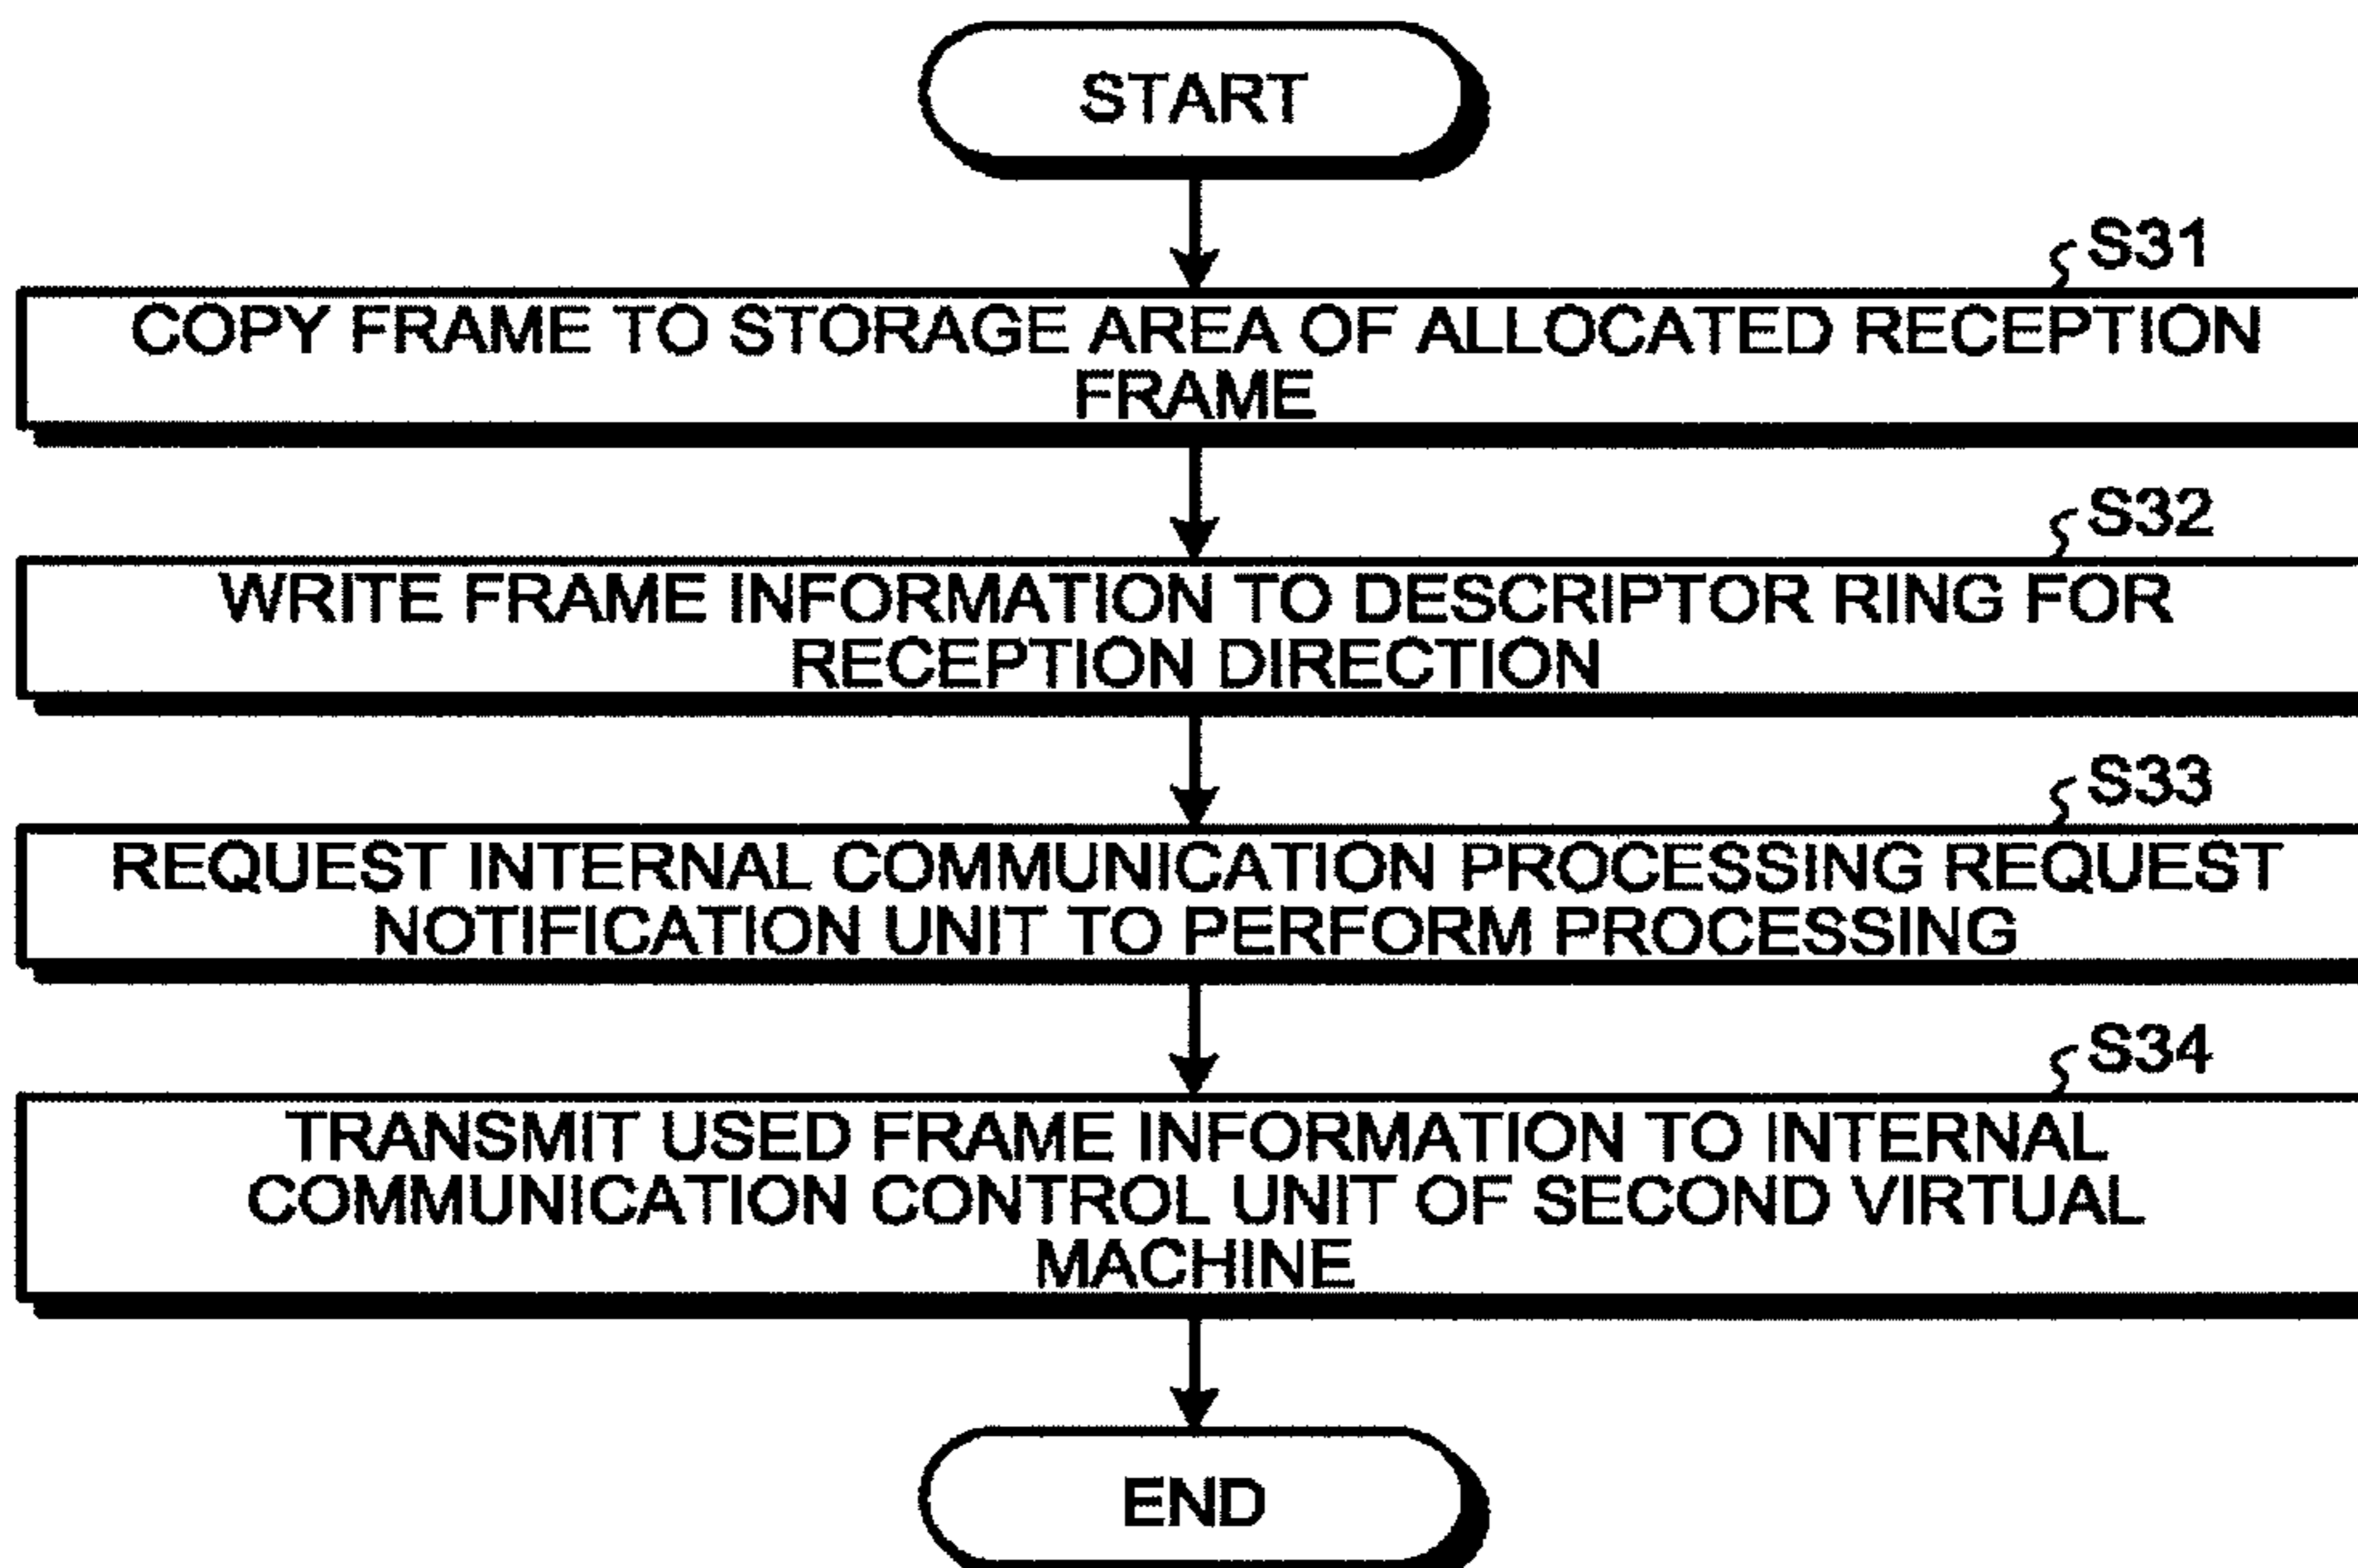 START
S31
COPY FRAME TO STORAGE AREA OF ALLOCATED RECEPTION
FRAME
S32
WRITE FRAME INFORMATION TO DESCRIPTOR RING FOR
RECEPTION DIRECTION
S33
REQUEST INTERNAL COMMUNICATION PROCESSING REQUEST
NOTIFICATION UNIT TO PERFORM PROCESSING
S34
TRANSMIT USED FRAME INFORMATION TO INTERNAL
COMMUNICATION CONTROL UNIT OF SECOND VIRTUAL
MACHINE
END